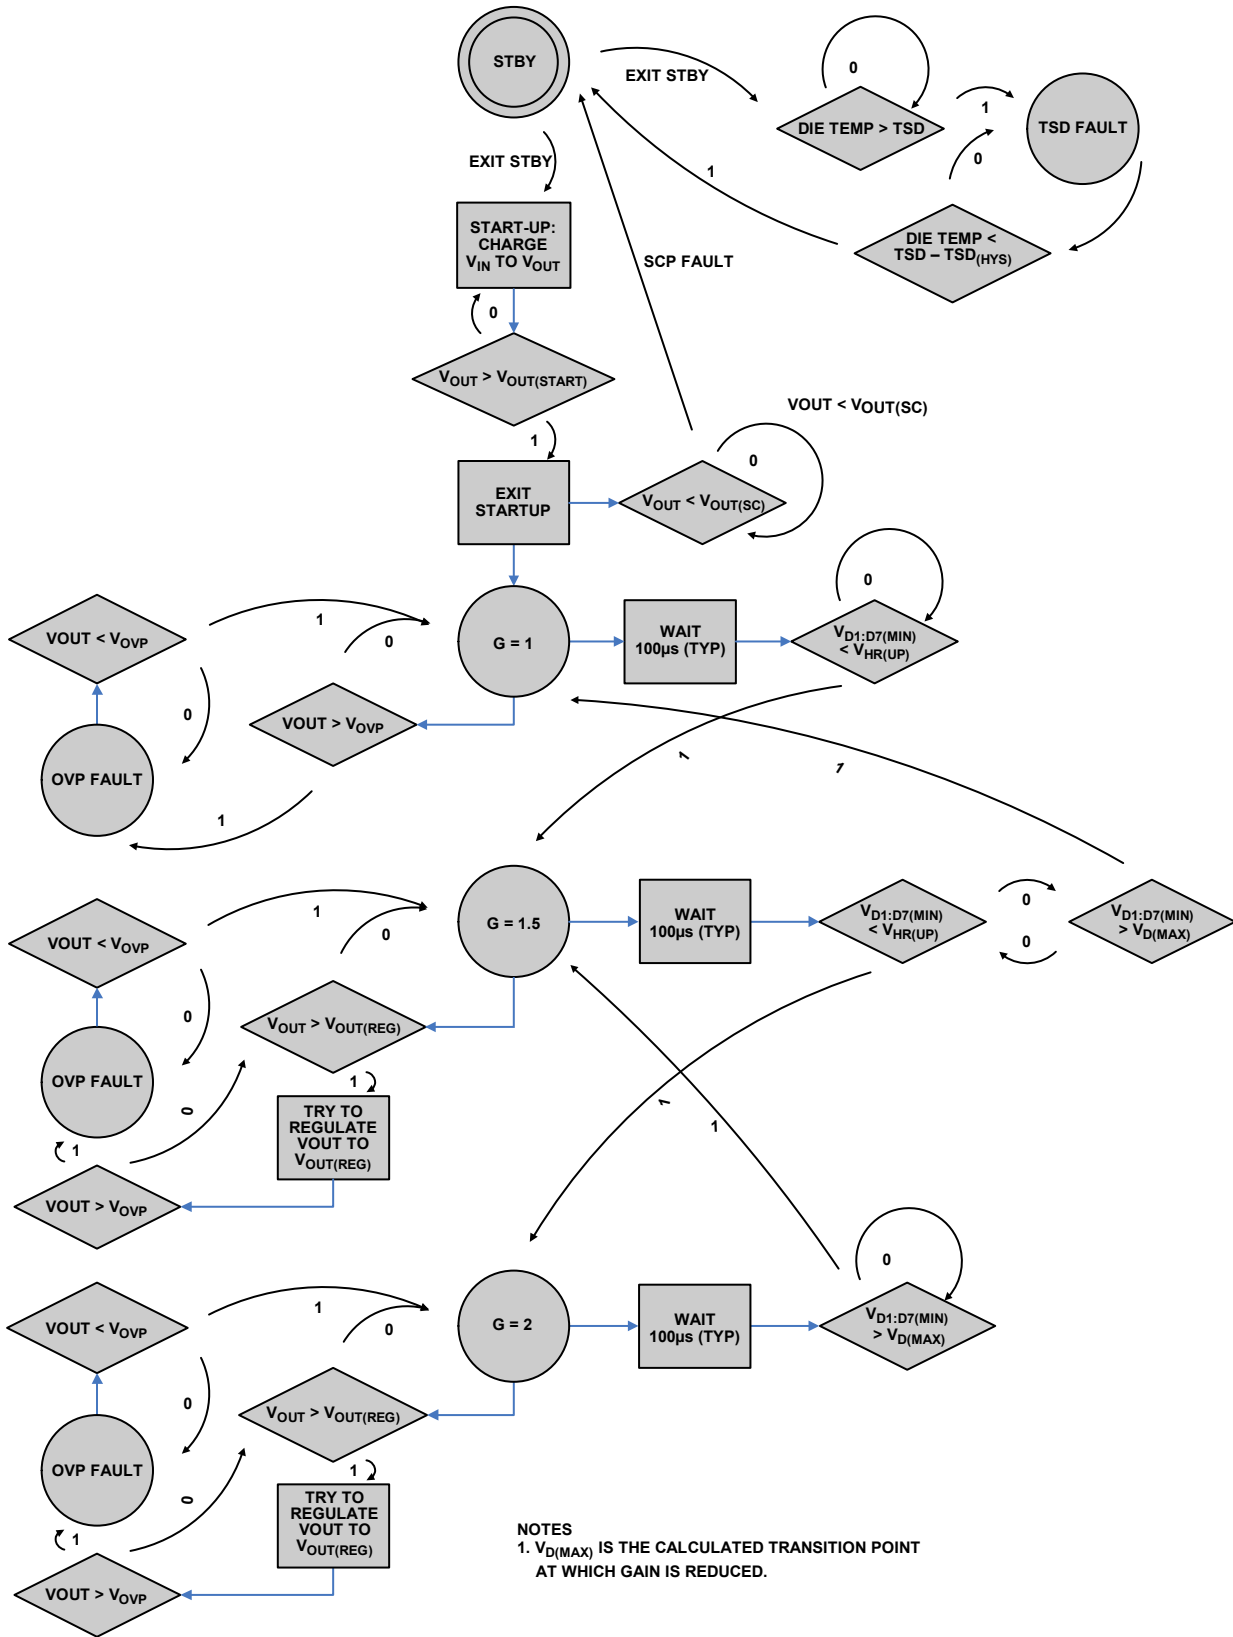 STBY
EXIT STBY
0
DIE TEMP > TSD
1
TSD FAULT
0
EXIT STBY
1
DIE TEMP <
TSD – TSD(HYS)
START-UP:
CHARGE
VIN TO VOUT
SCP FAULT
0
VOUT > VOUT(START)
1
VOUT < VOUT(SC)
0
EXIT
STARTUP
VOUT < VOUT(SC)
0
VOUT < VOVP
1
0
G = 1
WAIT
100µs (TYP)
VD1:D7(MIN)
< VHR(UP)
0
VOUT > VOVP
OVP FAULT
1
1
1
VOUT < VOVP
1
0
G = 1.5
WAIT
100µs (TYP)
VD1:D7(MIN)
< VHR(UP)
0
0
VD1:D7(MIN)
> VD(MAX)
0
VOUT > VOUT(REG)
OVP FAULT
1
0
TRY TO
REGULATE
VOUT TO
VOUT(REG)
1
VOUT > VOVP
1
1
0
VOUT < VOVP
1
0
G = 2
WAIT
100µs (TYP)
VD1:D7(MIN)
> VD(MAX)
0
VOUT > VOUT(REG)
OVP FAULT
1
0
TRY TO
REGULATE
VOUT TO
VOUT(REG)
1
VOUT > VOVP
NOTES
1. VD(MAX) IS THE CALCULATED TRANSITION POINT
AT WHICH GAIN IS REDUCED.